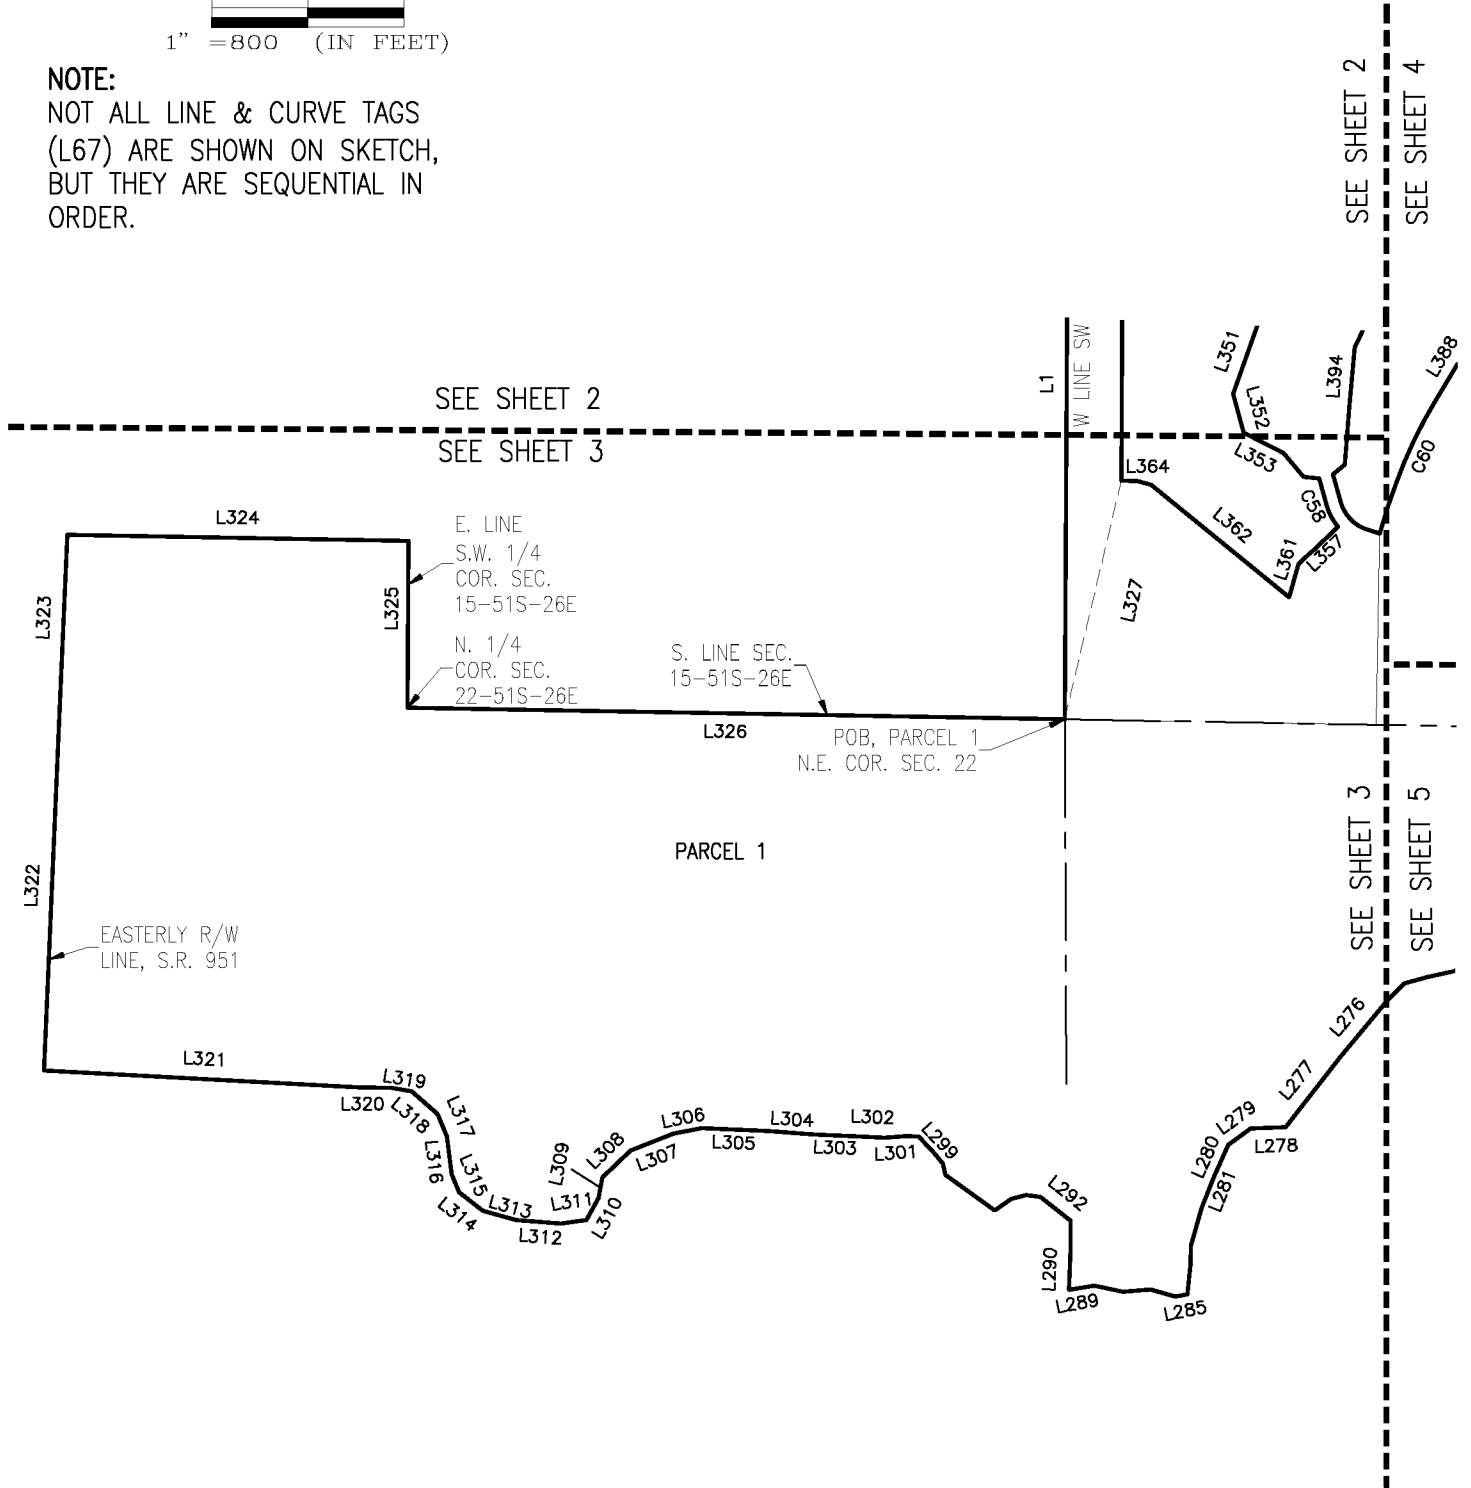 1" =800 (IN FEET)
NOTE:
NOT ALL LINE & CURVE TAGS
(L67) ARE SHOWN ON SKETCH,
BUT THEY ARE SEQUENTIAL IN
ORDER.
SEE SHEET 2
SEE SHEET 4
L1
W LINE SW
L351
L352
L353
L394
L388
C60
SEE SHEET 2
SEE SHEET 3
L364
L362
C58
L361
L357
L327
L324
L323
L325
E. LINE
S.W. 1/4
COR. SEC.
15-51S-26E
N. 1/4
COR. SEC.
22-51S-26E
S. LINE SEC.
15-51S-26E
L326
POB, PARCEL 1
N.E. COR. SEC. 22
SEE SHEET 3
SEE SHEET 5
PARCEL 1
L322
EASTERLY R/W
LINE, S.R. 951
L321
L320
L319
L318
L317
L316
L315
L314
L313
L312
L311
L310
L309
L308
L307
L306
L305
L304
L303
L302
L301
L299
L292
L290
L289
L285
L281
L280
L279
L278
L277
L276